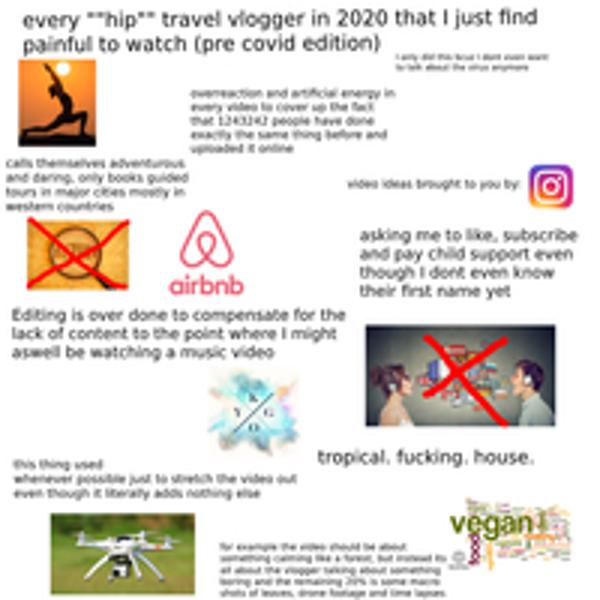 every ""hip"" travel vlogger in 2020 that I just find
painful to watch (pre covid edition)
I only did this bcuz I dont even want
to talk about the virus anymore
overreaction and artificial energy in
every video to cover up the fact
that 1243242 people have done
exactly the same thing before and
uploaded it online
calls themselves adventurous
and daring, only books guided
tours in major cities mostly in
western countries
video ideas brought to you by:
airbnb
asking me to like, subscribe
and pay child support even
though I dont even know
their first name yet
Editing is over done to compensate for the
lack of content to the point where I might
aswell be watching a music video
K
Y G
O
tropical. fucking. house.
this thing used
whenever possible just to stretch the video out
even though it literally adds nothing else
vegan
food
for example the video should be about
something calming like a forest, but instead its
all about the vlogger talking about something
boring and the remaining 20% is some macro
shots of leaves, drone footage and time lapses